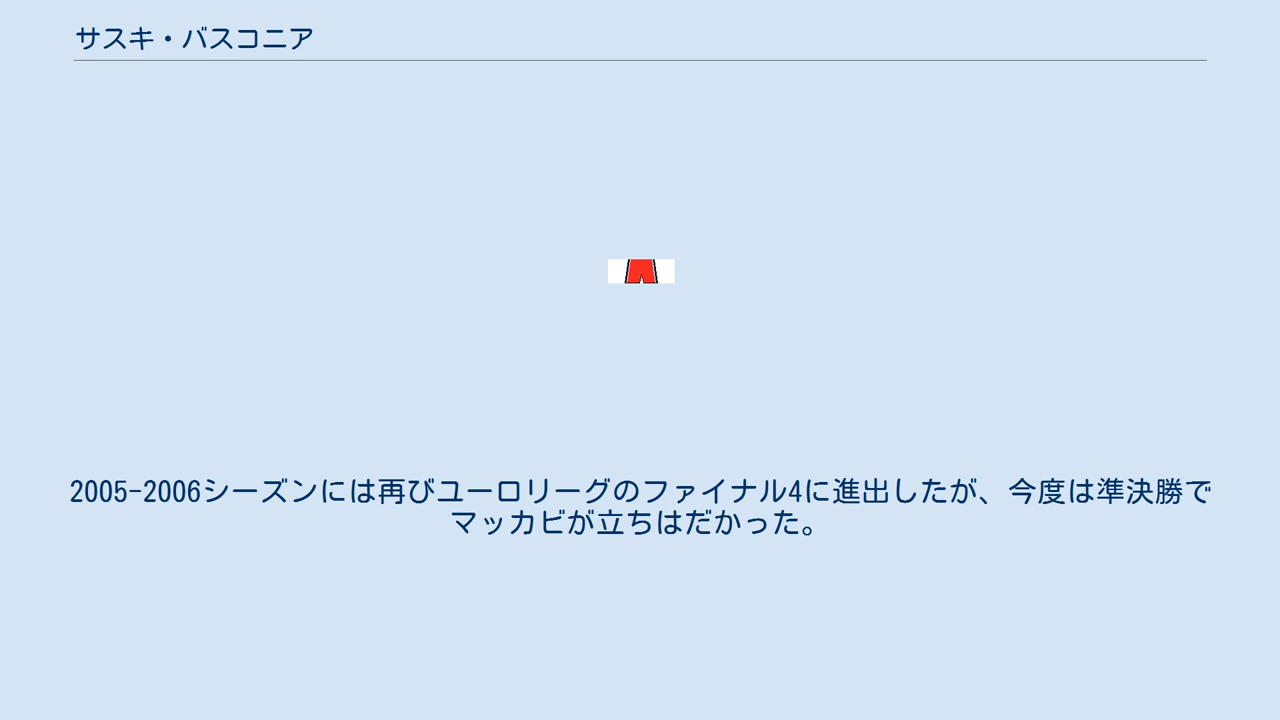 サスキ・バスコニア
2005-2006シーズンには再びユーロリーグのファイナル4に進出したが、今度は準決勝で
マッカビが立ちはだかった。